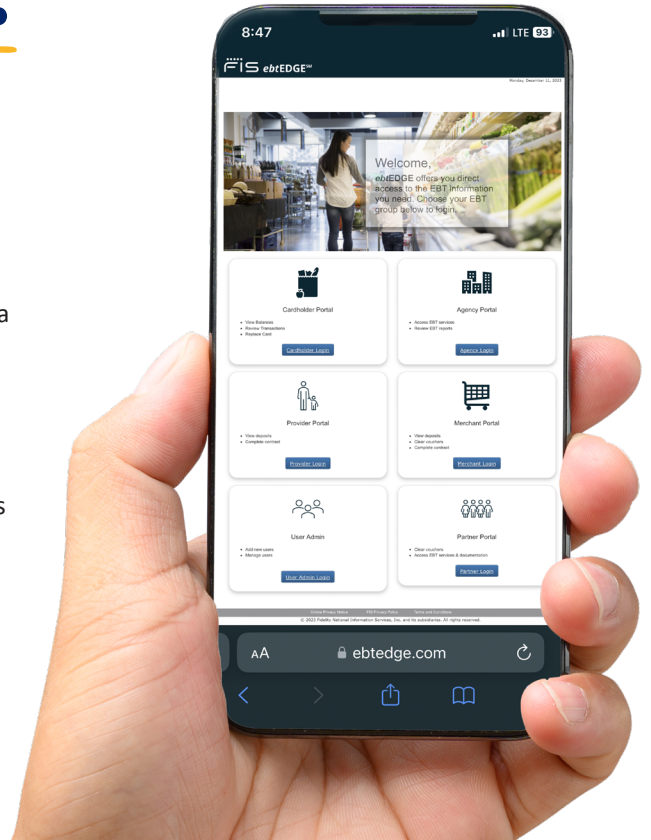 8:47
LTE 93
FIS ebtEDGE℠
Monday, December 11, 2023
Welcome,
ebtEDGE offers you direct
access to the EBT Information
you need. Choose your EBT
group below to login.
Cardholder Portal
• View Balances
• Review Transactions
• Replace Card
Cardholder Login
Agency Portal
• Access EBT services
• Review EBT reports
Agency Login
a
Provider Portal
• View deposits
• Complete contract
Provider Login
Merchant Portal
• View deposits
• Clear vouchers
• Complete contract
Merchant Login
s
User Admin
• Add new users
• Manage users
User Admin Login
Partner Portal
• Clear vouchers
• Access EBT services & documentation
Partner Login
Online Privacy Notice FIS Privacy Policy Terms and Conditions
© 2023 Fidelity National Information Services, Inc. and its subsidiaries. All rights reserved.
AA ebtedge.com